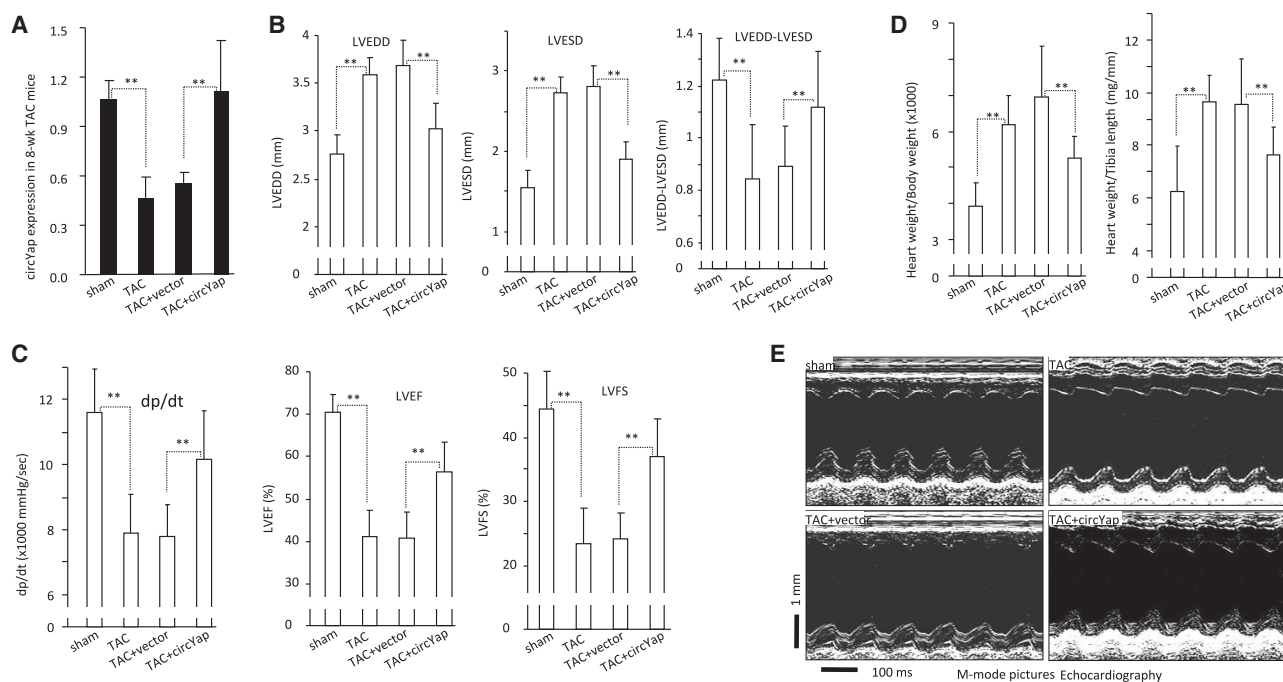 A
circYap expression in 8-wk TAC mice
1.5
1.2
0.9
0.6
0.3
0.0
**
**
sham
TAC
TAC+vector
TAC+circYap
B
LVEDD
LVEDD (mm)
4
3.5
3
2.5
2
0
**
**
sham
TAC
TAC+vector
TAC+circYap
LVESD
LVESD (mm)
3
2
1
0
**
**
sham
TAC
TAC+vector
TAC+circYap
LVEDD-LVESD
LVEDD-LVESD (mm)
1.4
1.2
1
0.8
0.6
0
**
**
sham
TAC
TAC+vector
TAC+circYap
D
Heart weight/Body weight (x1000)
9
6
3
0
**
**
sham
TAC
TAC+vector
TAC+circYap
Heart weight/Tibia length (mg/mm)
12
10
8
6
4
0
**
**
sham
TAC
TAC+vector
TAC+circYap
C
dp/dt
dp/dt (x1000 mmHg/sec)
12
10
8
6
0
**
**
sham
TAC
TAC+vector
TAC+circYap
LVEF
LVEF (%)
80
70
60
50
40
30
0
**
**
sham
TAC
TAC+vector
TAC+circYap
LVFS
LVFS (%)
50
40
30
20
0
**
**
sham
TAC
TAC+vector
TAC+circYap
E
sham
TAC
TAC+vector
TAC+circYap
1 mm
100 ms
M-mode pictures Echocardiography